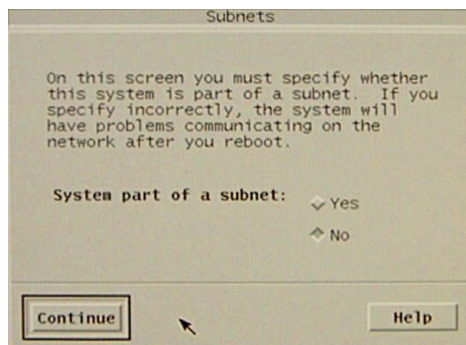 Subnets
On this screen you must specify whether
this system is part of a subnet.  If you
specify incorrectly, the system will
have problems communicating on the
network after you reboot.
System part of a subnet:
Yes
No
Continue
Help